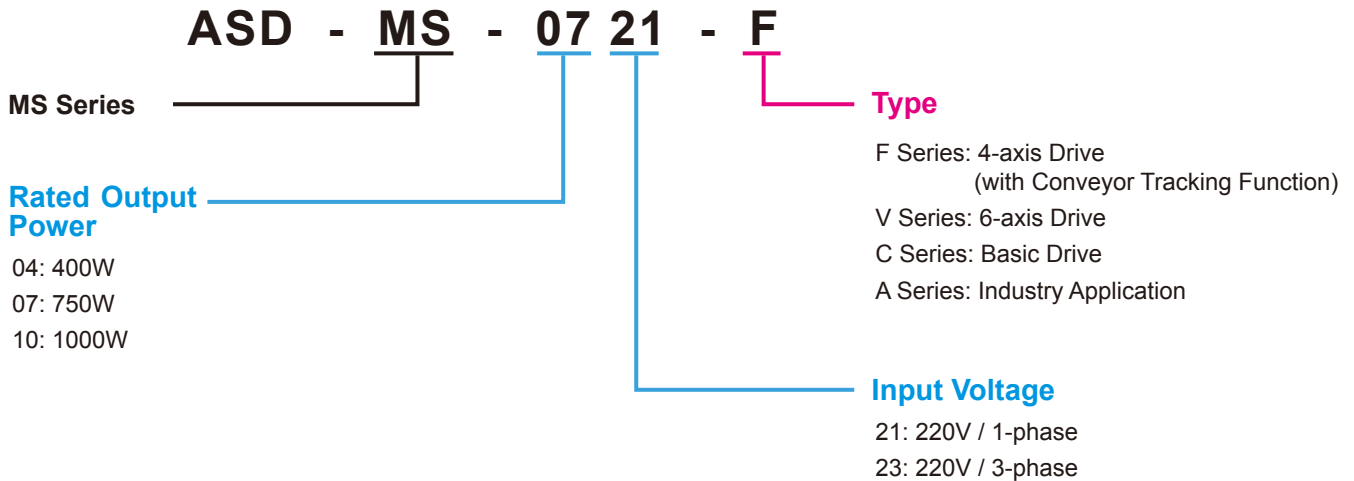 ASD - MS - 07 21 - F
MS Series
Rated Output
Power
04: 400W
07: 750W
10: 1000W
Type
F Series: 4-axis Drive
(with Conveyor Tracking Function)
V Series: 6-axis Drive
C Series: Basic Drive
A Series: Industry Application
Input Voltage
21: 220V / 1-phase
23: 220V / 3-phase